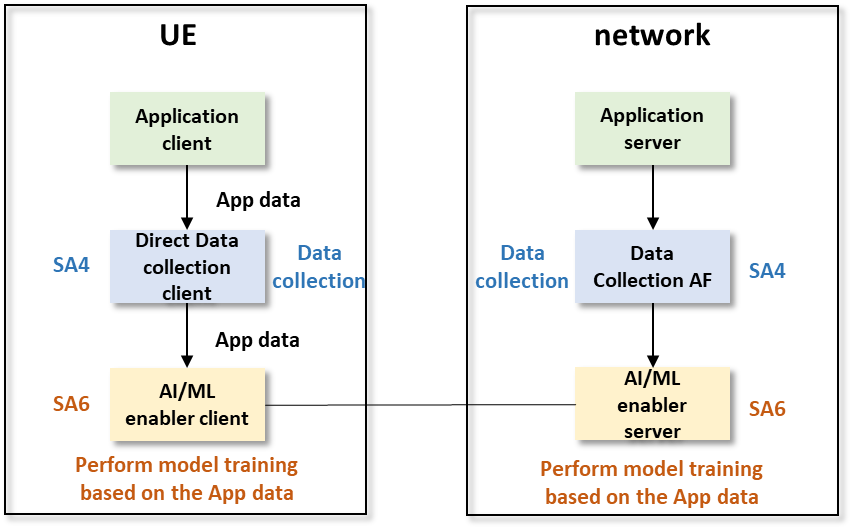 UE
Application
client
App data
Direct Data
collection
client
SA4
Data
collection
App data
AI/ML
enabler client
SA6
Perform model training
based on the App data
network
Application
server
Data
collection
Data
Collection AF
SA4
AI/ML
enabler
server
SA6
Perform model training
based on the App data